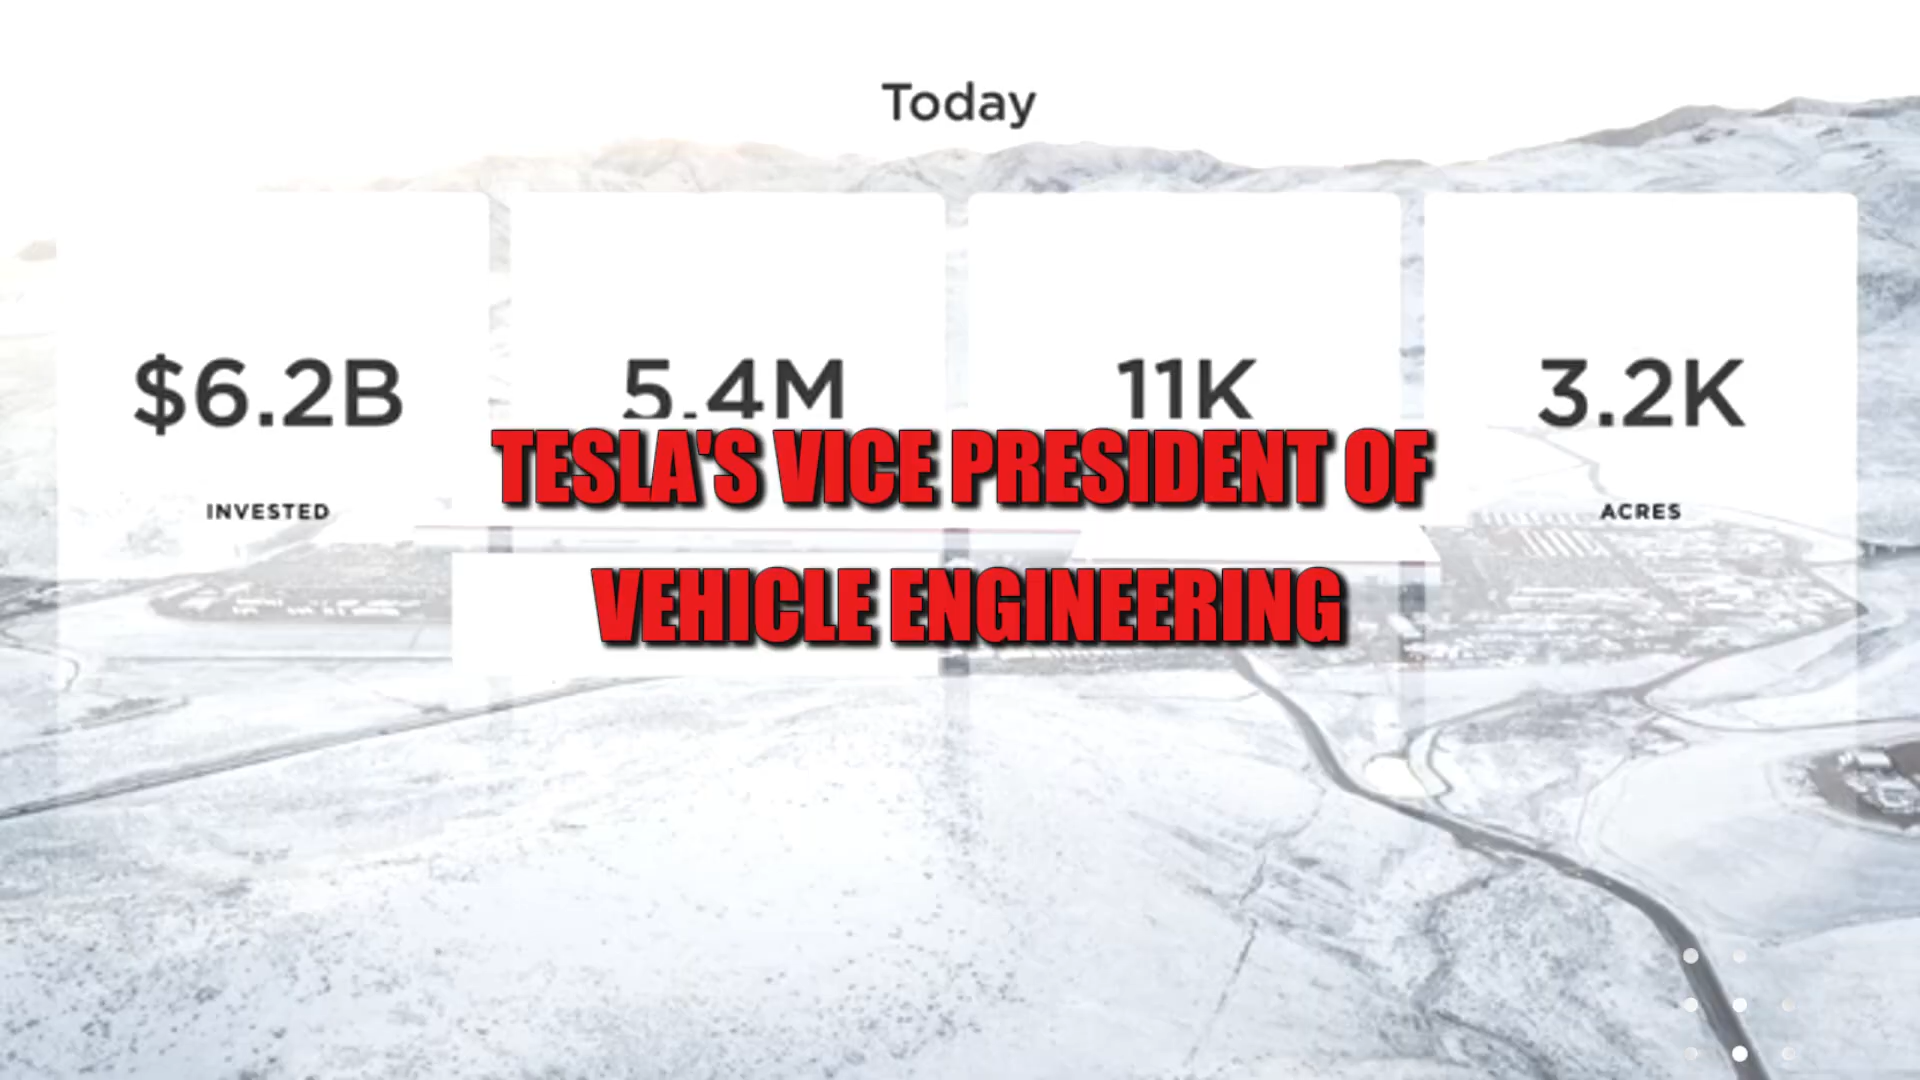 Today
$6.2B
5.4M
11K
3.2K
TESLA'S VICE PRESIDENT OF
INVESTED
ACRES
VEHICLE ENGINEERING